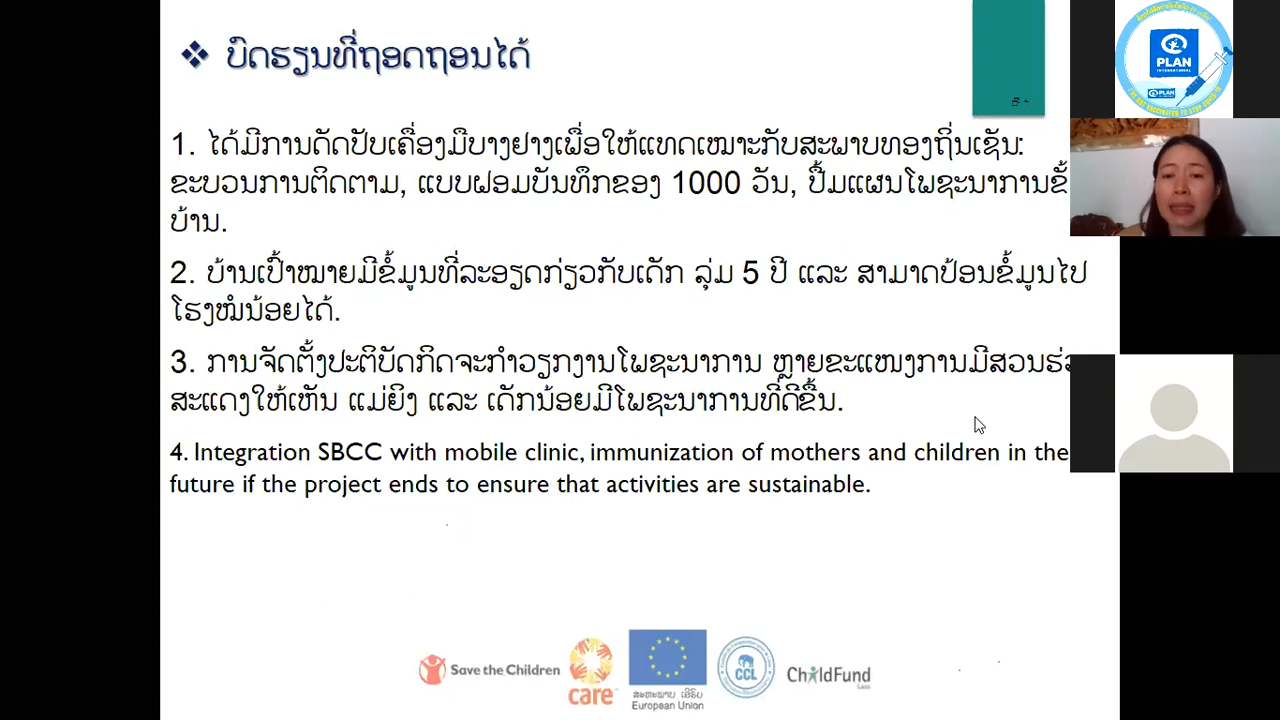 ❖ ບົດຮຽນທີ່ຖອດຖອນໄດ້
1. ໄດ້ມີການດັດປັບເຄື່ອງມືບາງຢ່າງເພື່ອໃຫ້ແທດເໝາະກັບສະພາບທອງຖິ່ນເຊັນ:
ຂະບວນການຕິດຕາມ, ແບບຝອມບັນທຶກຂອງ 1000 ວັນ, ປຶ້ມແຜນໂພຊະນາການຂັ້
ບ້ານ.
2. ບ້ານເປົ້າໝາຍມີຂໍ້ມູນທີ່ລະອຽດກ່ຽວກັບເດັກ ລຸ່ມ 5 ປີ ແລະ ສາມາດປ້ອນຂໍ້ມູນໄປ
ໂຮງໝໍນ້ອຍໄດ້.
3. ການຈັດຕັ້ງປະຕິບັດກິດຈະກຳວຽກງານໂພຊະນາການ ຫຼາຍຂະແໜງການມີສວນຮ່ວ
ສະແດງໃຫ້ເຫັນ ແມ່ຍິງ ແລະ ເດັກນ້ອຍມີໂພຊະນາການທີ່ດີຂື້ນ.
4. Integration SBCC with mobile clinic, immunization of mothers and children in the
future if the project ends to ensure that activities are sustainable.
Save the Children
care
ສະຫະພາບ ເອີຣົບ
European Union
CCL
ChildFund
Laos
PLAN
INTERNATIONAL
PLAN